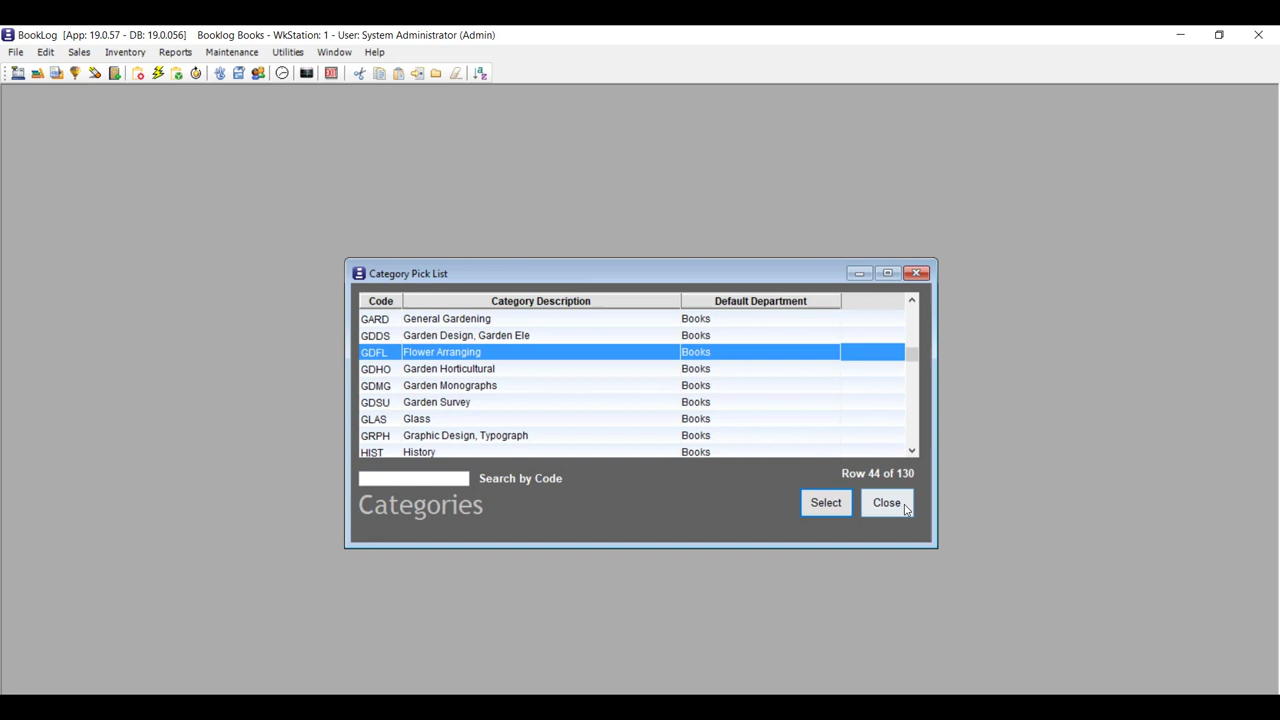 BookLog [App: 19.0.57 - DB: 19.0.056] Booklog Books - WkStation: 1 - User: System Administrator (Admin)
File Edit Sales Inventory Reports Maintenance Utilities Window Help
Category Pick List
Code Category Description Default Department
GARD General Gardening Books
GDDS Garden Design, Garden Ele Books
GDFL Flower Arranging Books
GDHO Garden Horticultural Books
GDMG Garden Monographs Books
GDSU Garden Survey Books
GLAS Glass Books
GRPH Graphic Design, Typograph Books
HIST History Books
Search by Code Row 44 of 130
Categories Select Close